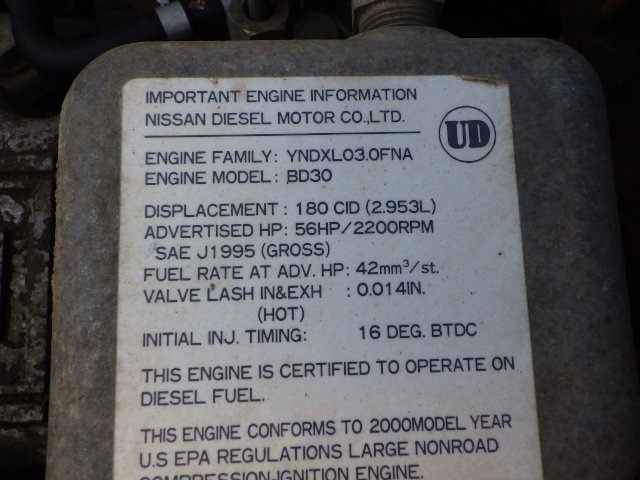 IMPORTANT ENGINE INFORMATION
NISSAN DIESEL MOTOR CO.,LTD.
UD
ENGINE FAMILY: YNDXL03.0FNA
ENGINE MODEL: BD30
DISPLACEMENT : 180 CID (2.953L)
ADVERTISED HP: 56HP/2200RPM
SAE J1995 (GROSS)
FUEL RATE AT ADV. HP: 42mm³/st.
VALVE LASH IN&EXH : 0.014IN.
(HOT)
INITIAL INJ. TIMING: 16 DEG. BTDC
THIS ENGINE IS CERTIFIED TO OPERATE ON
DIESEL FUEL.
THIS ENGINE CONFORMS TO 2000MODEL YEAR
U.S EPA REGULATIONS LARGE NONROAD
COMPRESSION-IGNITION ENGINE.